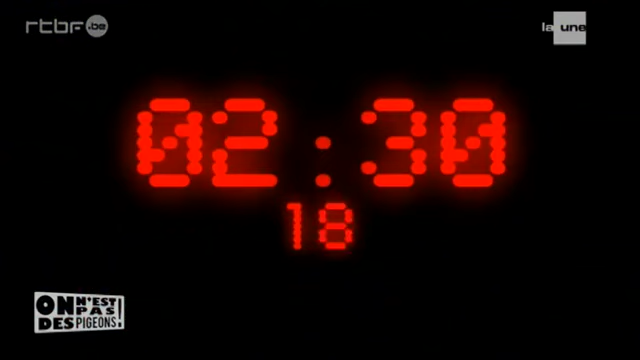 rtbf.be
la une
02:30
18
ON N'EST
PAS
DES PIGEONS!